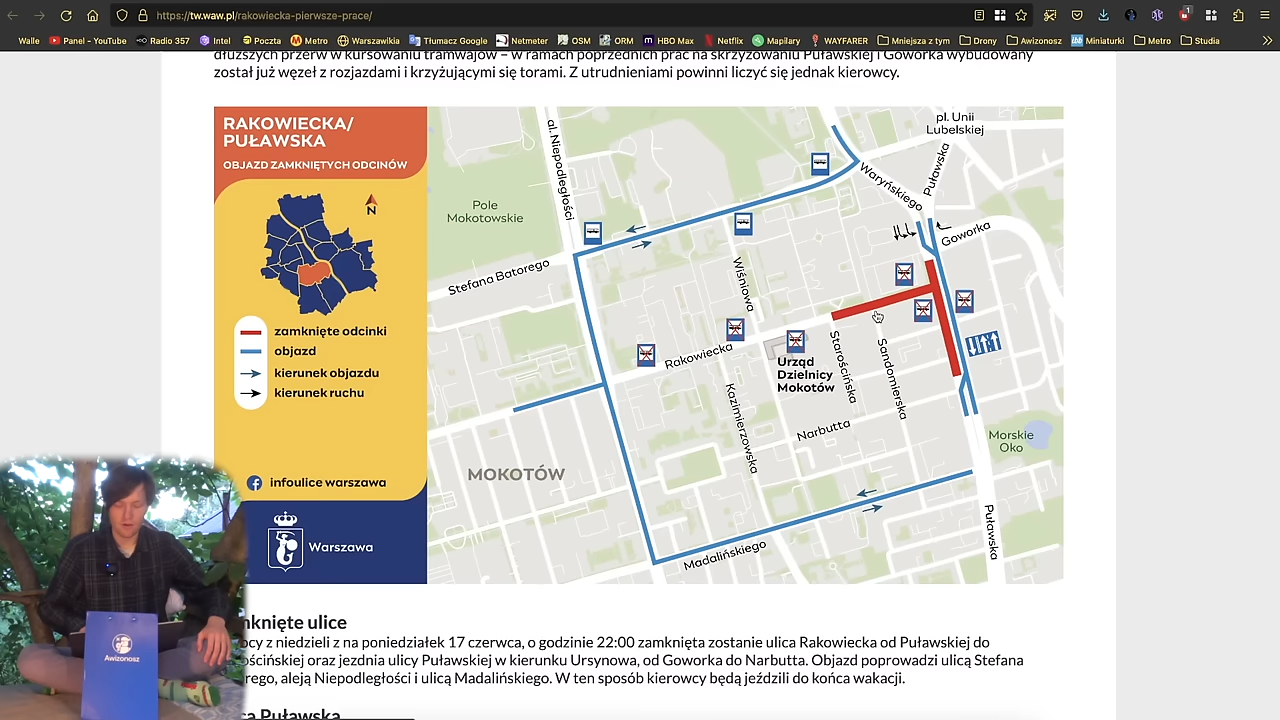 https://tw.waw.pl/rakowiecka-pierwsze-prace/
Walle Panel - YouTube Radio 357 Intel Poczta Metro Warszawikia Tłumacz Google Netmeter OSM ORM HBO Max Netflix Mapilary WAYFARER Mniejsza z tym Drony Awizonosz Miniaturki Metro Studia
dłuższych przerw w kursowaniu tramwajów – w ramach poprzednich prac na skrzyżowaniu Puławskiej i Goworka wybudowany
został już węzeł z rozjazdami i krzyżującymi się torami. Z utrudnieniami powinni liczyć się jednak kierowcy.
RAKOWIECKA/
PUŁAWSKA
OBJAZD ZAMKNIĘTYCH ODCINÓW
N
zamknięte odcinki
objazd
kierunek objazdu
kierunek ruchu
infoulice warszawa
Warszawa
al. Niepodległości
Pole
Mokotowskie
Stefana Batorego
pl. Unii
Lubelskiej
Waryńskiego
Puławska
Goworka
Wiśniowa
Rakowiecka
Urząd
Dzielnicy
Mokotów
Starościńska
Sandomierska
Kazimierzowska
Narbutta
MOKOTÓW
Morskie
Oko
Madalińskiego
Puławska
mknięte ulice
ocy z niedzieli z na poniedziałek 17 czerwca, o godzinie 22:00 zamknięta zostanie ulica Rakowiecka od Puławskiej do
ościńskiej oraz jezdnia ulicy Puławskiej w kierunku Ursynowa, od Goworka do Narbutta. Objazd poprowadzi ulicą Stefana
rego, aleją Niepodległości i ulicą Madalińskiego. W ten sposób kierowcy będą jeździli do końca wakacji.
ca Puławska
Awizonosz